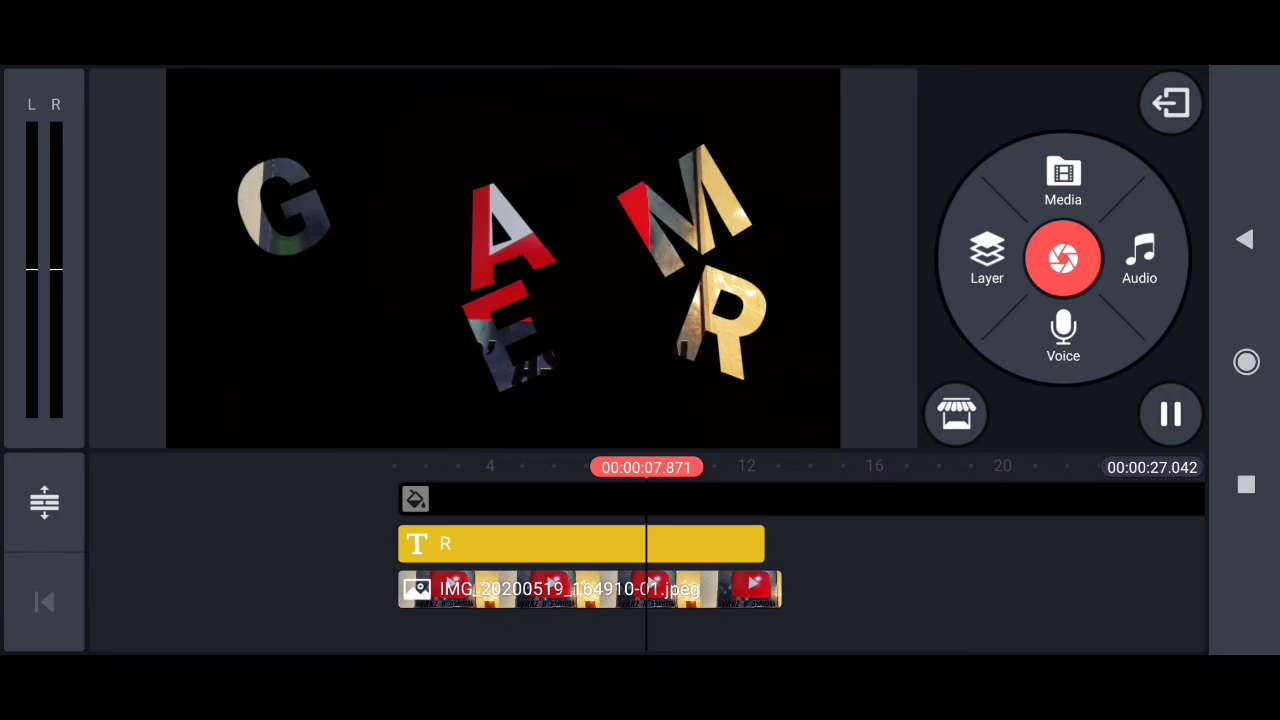 L R
G A M
E R
Media
Layer
Audio
Voice
4 00:00:07.871 12 16 20 00:00:27.042
T R
IMG_20200519_164910-01.jpeg